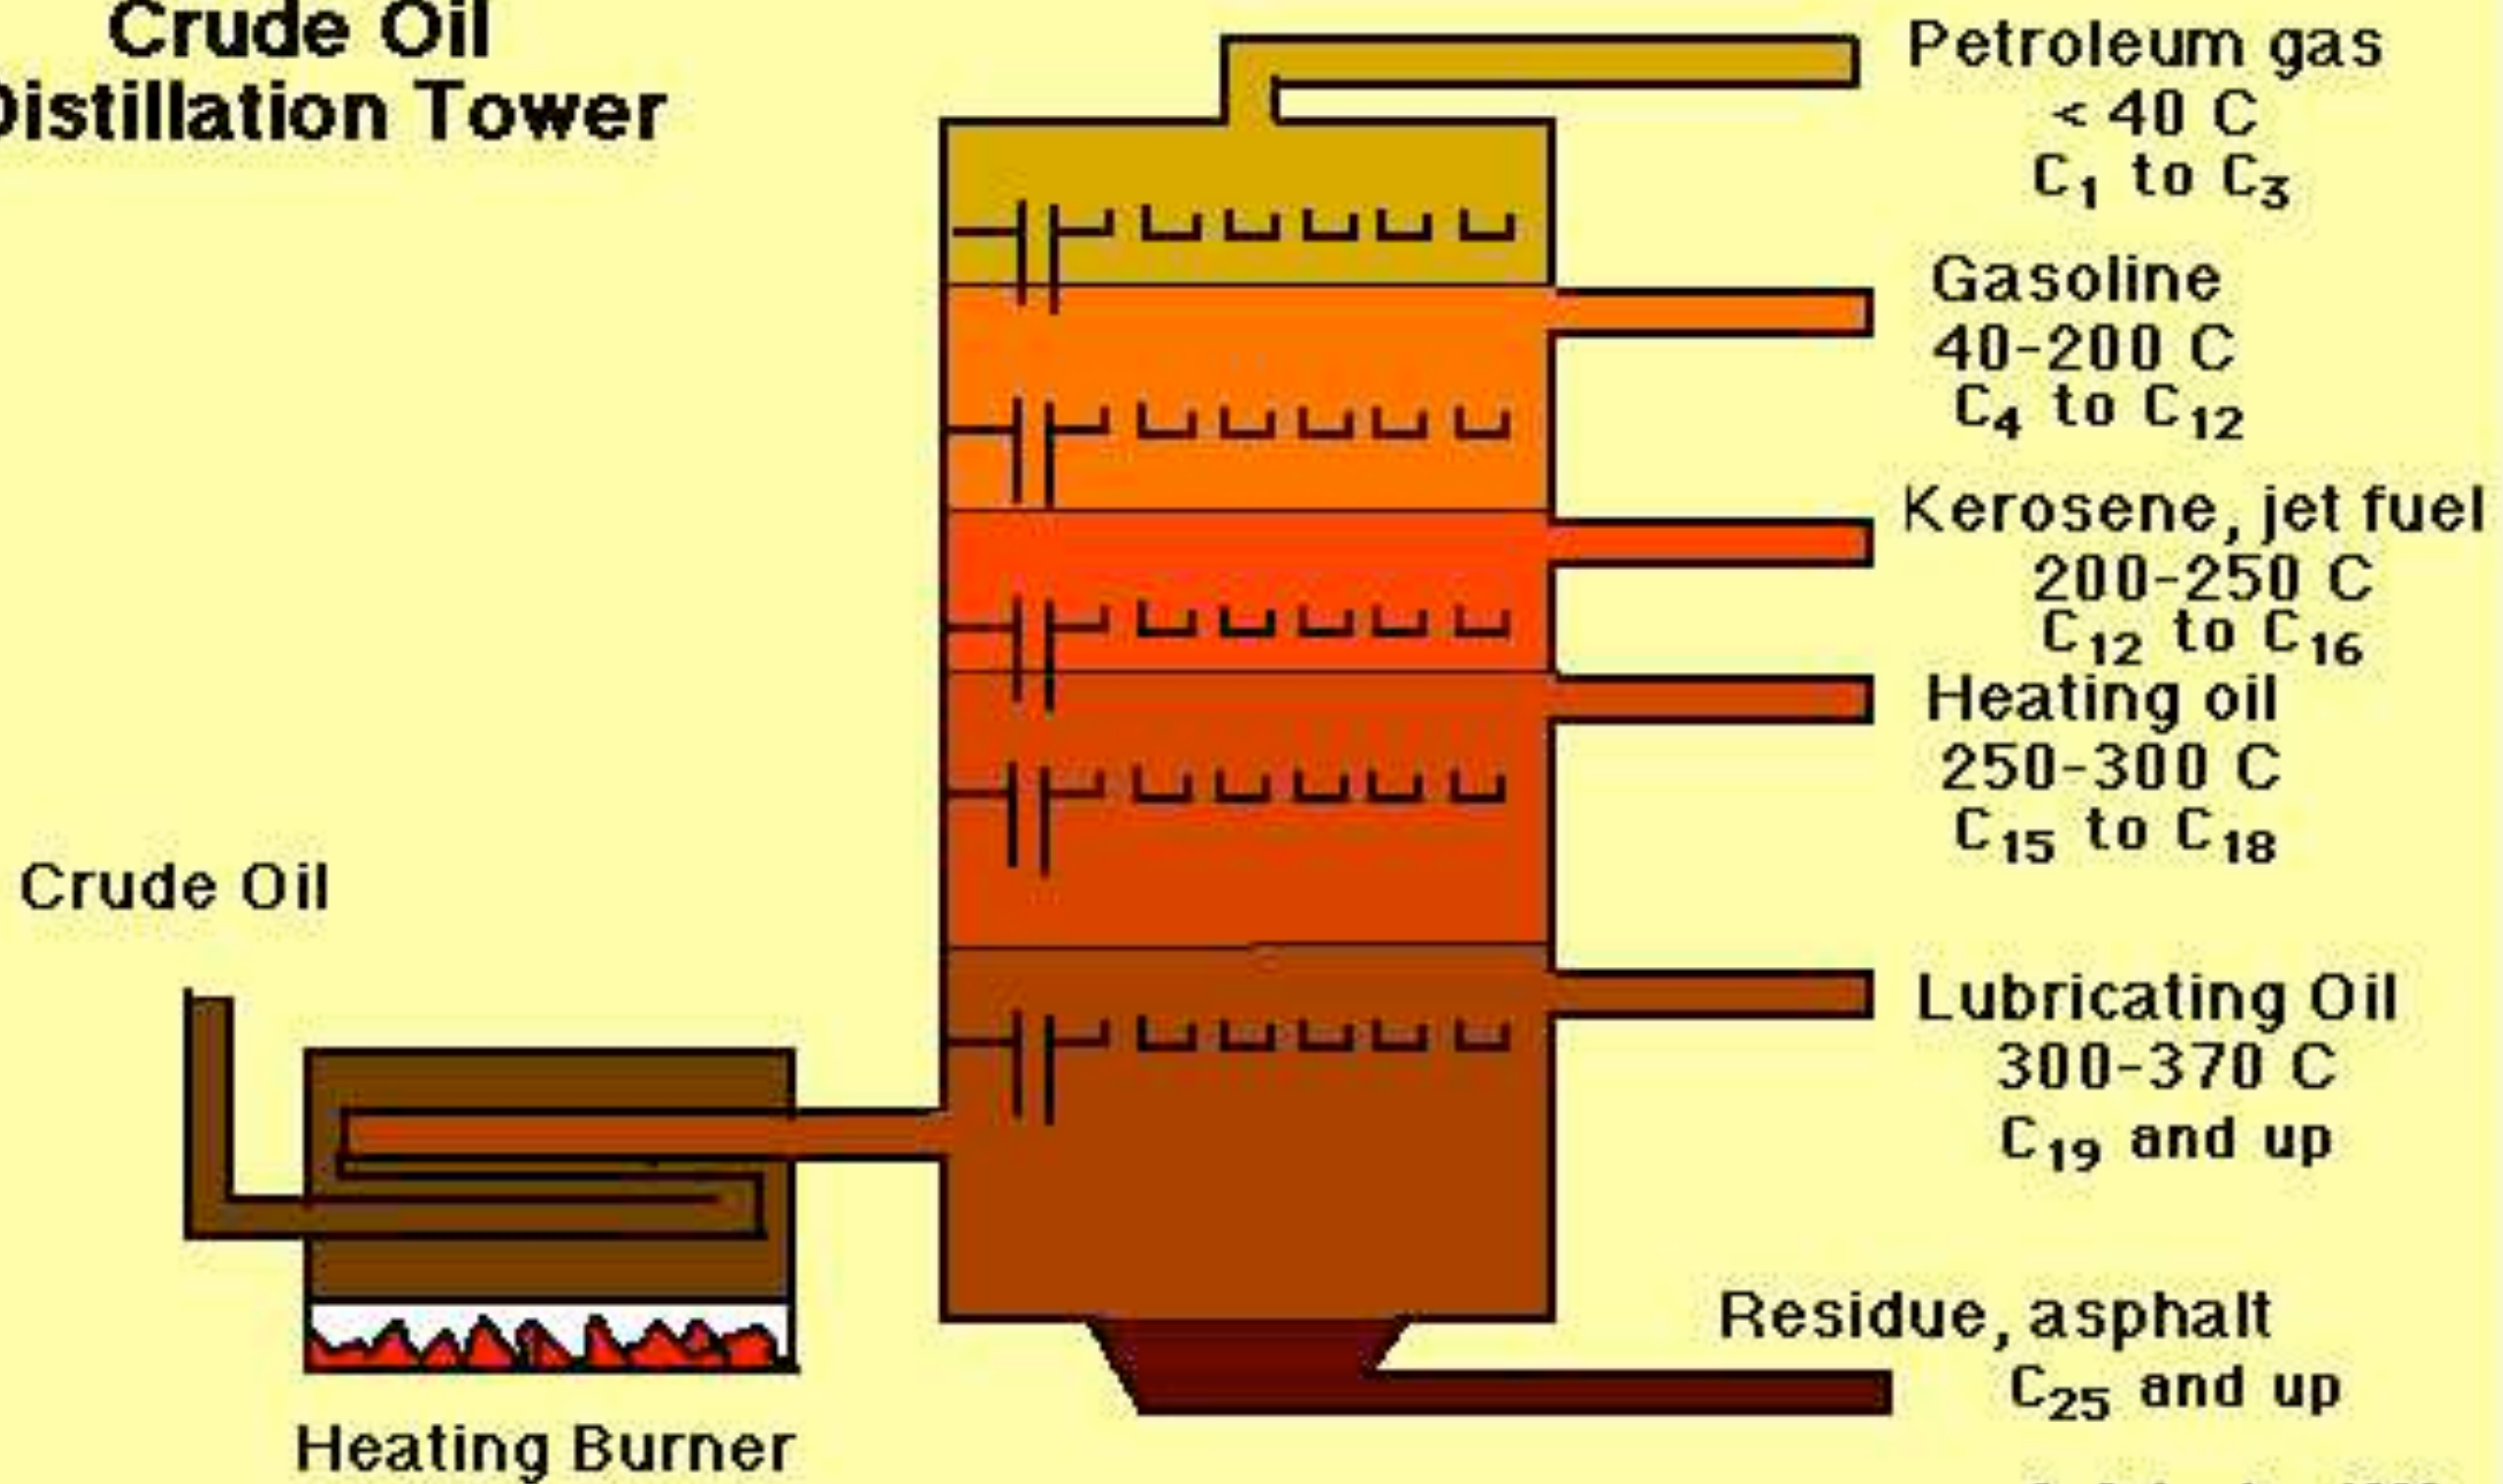 Crude Oil
Distillation Tower
Petroleum gas
< 40 C
C₁ to C₃
Gasoline
40-200 C
C₄ to C₁₂
Kerosene, jet fuel
200-250 C
C₁₂ to C₁₆
Heating oil
250-300 C
C₁₅ to C₁₈
Crude Oil
Lubricating Oil
300-370 C
C₁₉ and up
Residue, asphalt
C₂₅ and up
Heating Burner